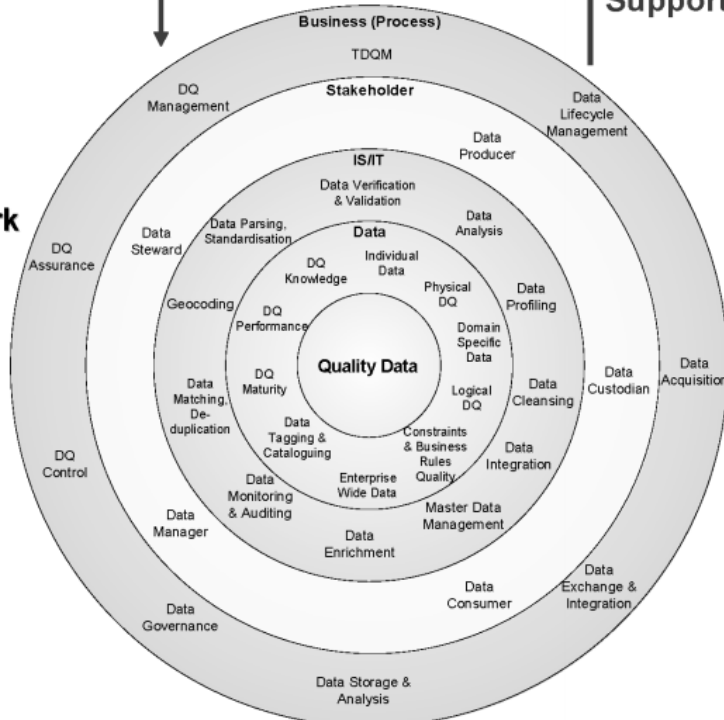 Support
Business (Process)
TDQM
DQ
Management
Data
Lifecycle
Management
Stakeholder
Data
Producer
IS/IT
Data Verification
& Validation
rk
Data
Steward
Data Parsing,
Standardisation
Data
Analysis
DQ
Assurance
Data
Individual
Data
DQ
Knowledge
Physical
DQ
Data
Profiling
Geocoding
DQ
Performance
Domain
Specific
Data
Quality Data
Data
Custodian
Data
Acquisition
DQ
Maturity
Logical
DQ
Data
Cleansing
Data
Matching,
De-
duplication
Data
Tagging &
Cataloguing
Constraints
& Business
Rules
Quality
Data
Integration
DQ
Control
Enterprise
Wide Data
Data
Monitoring
& Auditing
Master Data
Management
Data
Manager
Data
Enrichment
Data
Consumer
Data
Exchange &
Integration
Data
Governance
Data Storage &
Analysis